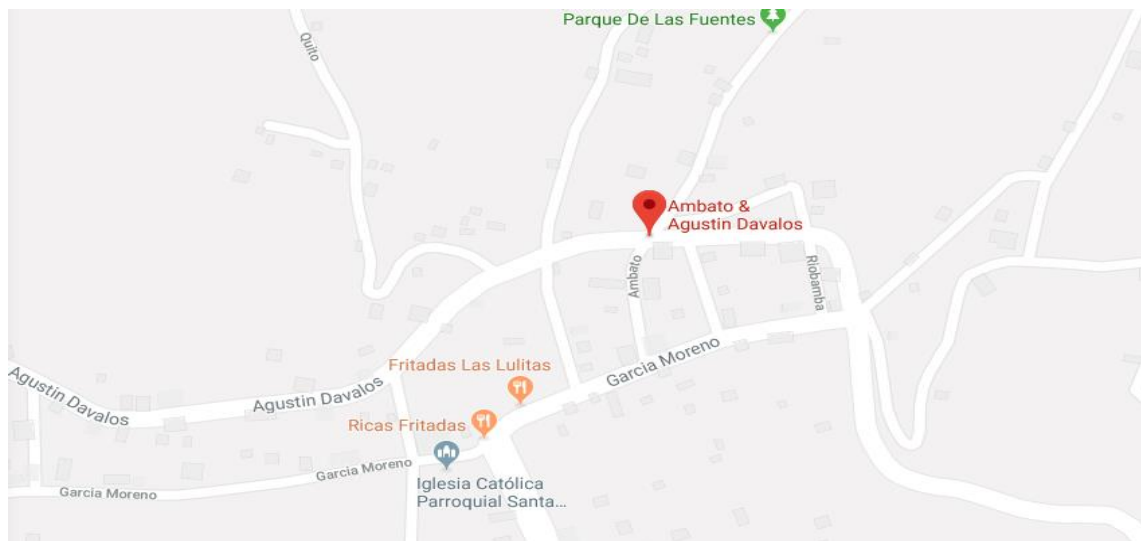 Parque De Las Fuentes
Quito
Ambato &
Agustin Davalos
Ambato
Riobamba
Garcia Moreno
Fritadas Las Lulitas
Agustin Davalos
Agustin Davalos
Ricas Fritadas
Garcia Moreno
Iglesia Católica
Parroquial Santa...
Garcia Moreno